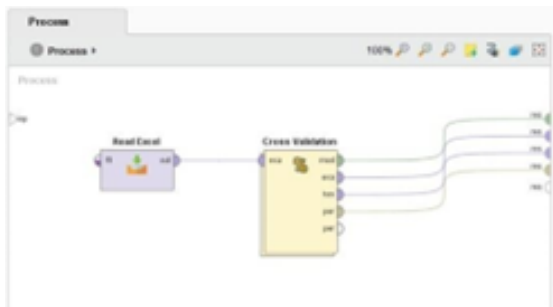 Process
Process
100%
Process
inp
res
res
Read Excel
Cross Validation
res
fil
out
exa
mod
res
exa
tes
per
per
res